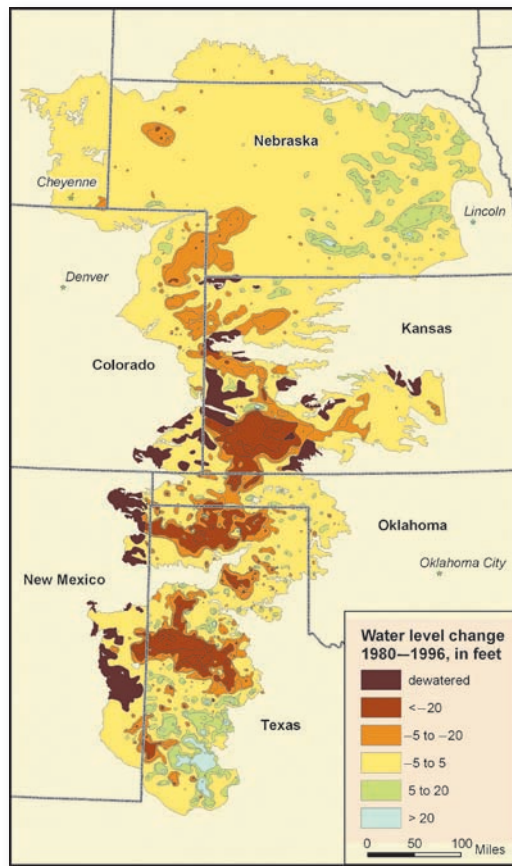 Nebraska
Cheyenne
Lincoln
Denver
Kansas
Colorado
Oklahoma
New Mexico
Oklahoma City
Texas
Water level change
1980—1996, in feet
dewatered
<—20
—5 to —20
—5 to 5
5 to 20
> 20
0 50 100 Miles